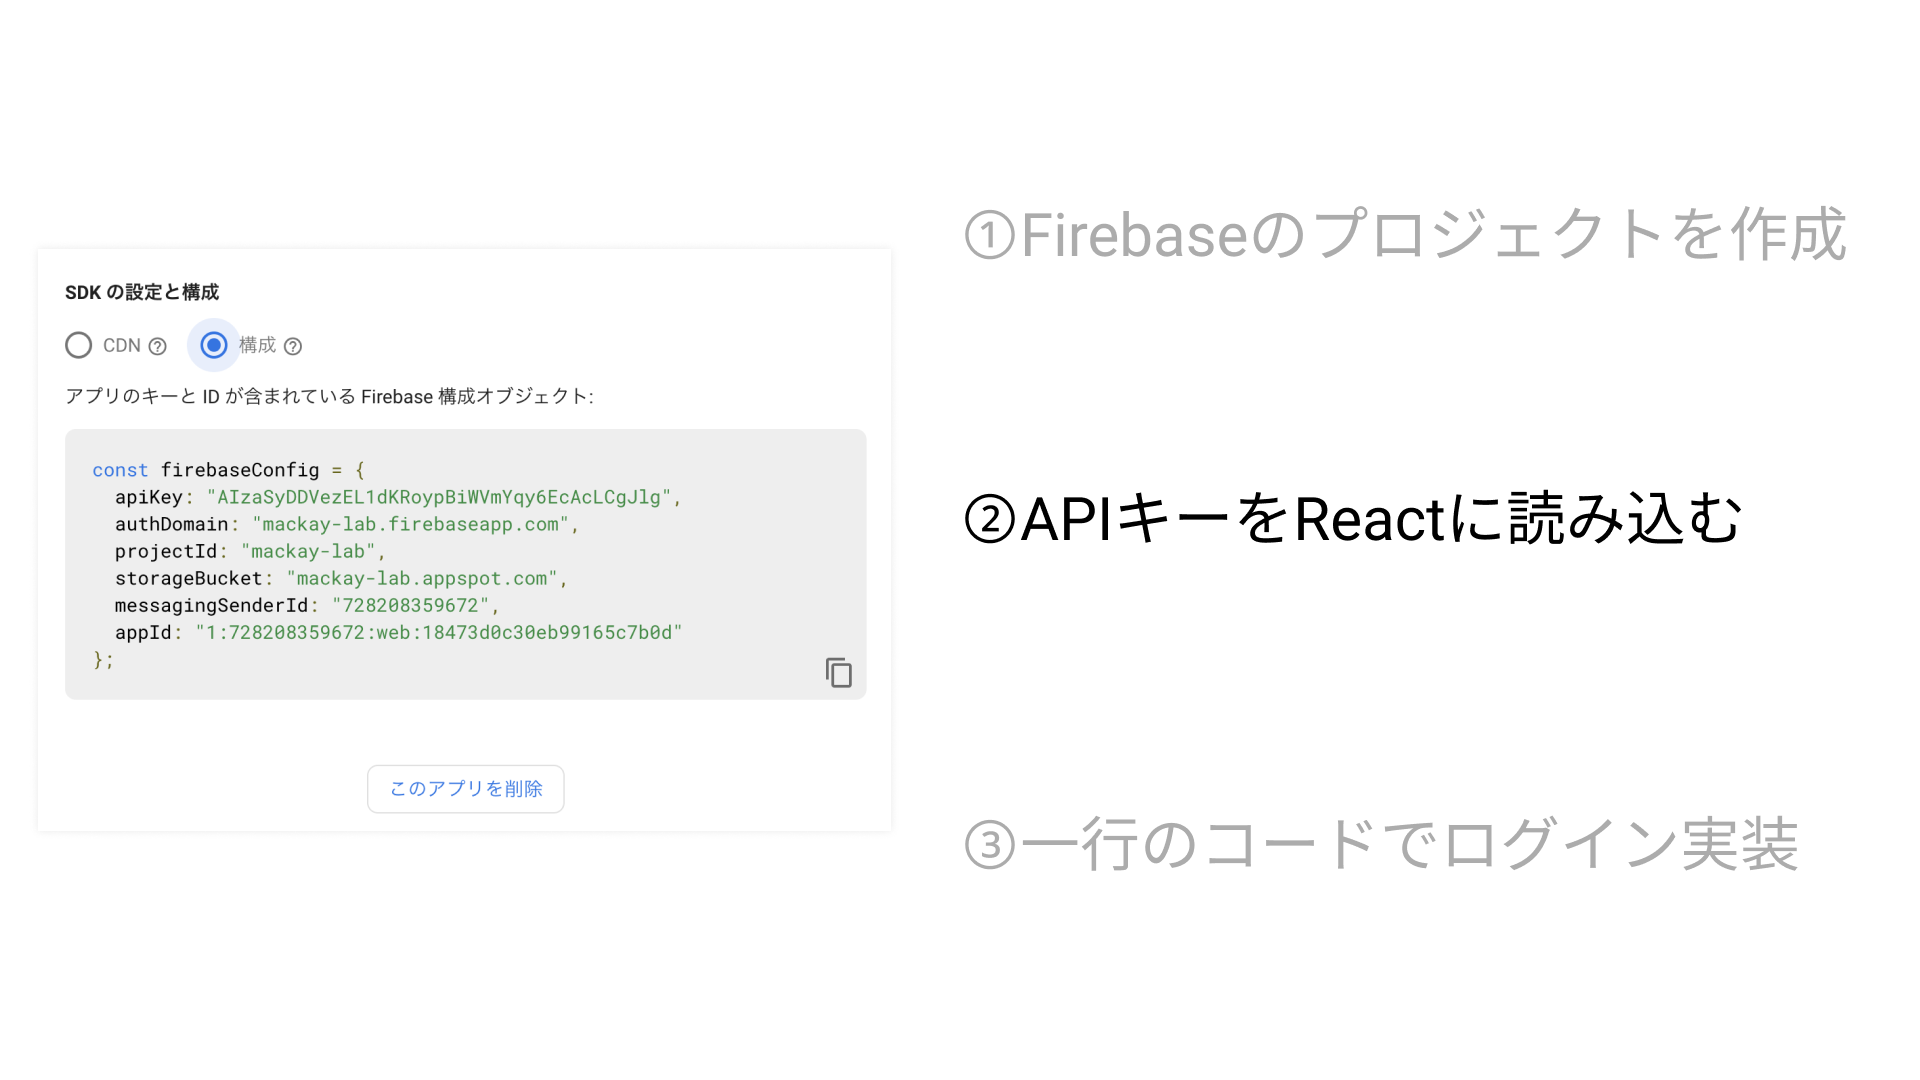 SDK の設定と構成
CDN 構成
アプリのキーと ID が含まれている Firebase 構成オブジェクト:
const firebaseConfig = {
apiKey: "AIzaSyDDVezEL1dKRoypBiWVmYqy6EcAcLCgJlg",
authDomain: "mackay-lab.firebaseapp.com",
projectId: "mackay-lab",
storageBucket: "mackay-lab.appspot.com",
messagingSenderId: "728208359672",
appId: "1:728208359672:web:18473d0c30eb99165c7b0d"
};
このアプリを削除
①Firebaseのプロジェクトを作成
②APIキーをReactに読み込む
③一行のコードでログイン実装